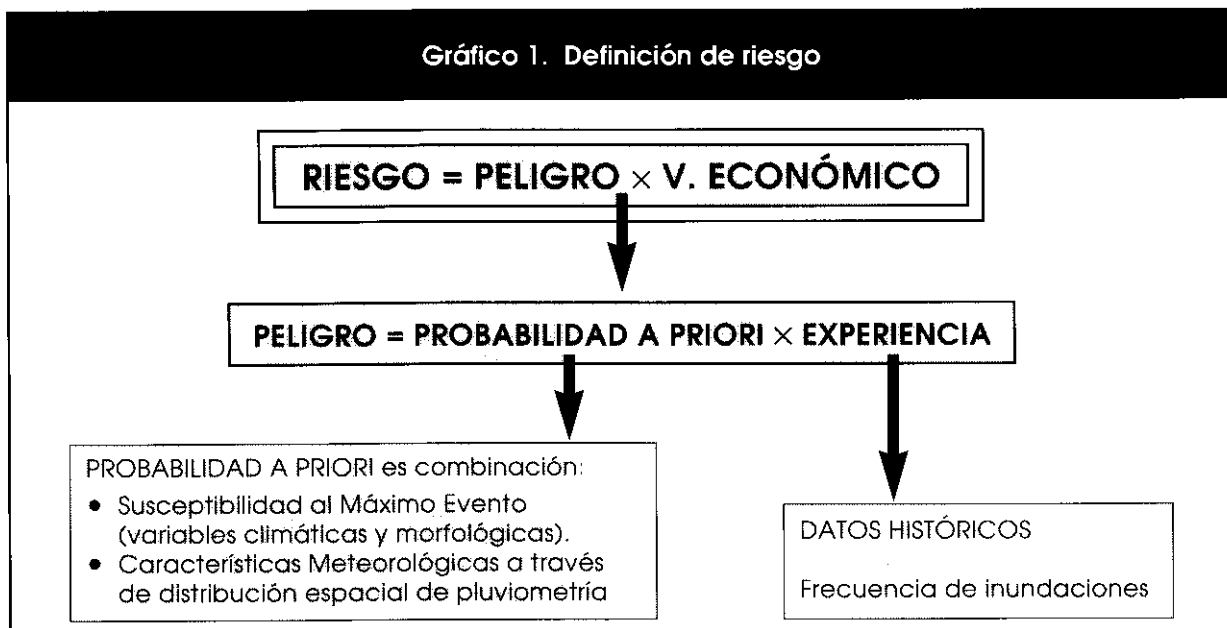 Gráfico 1. Definición de riesgo
RIESGO = PELIGRO × V. ECONÓMICO
PELIGRO = PROBABILIDAD A PRIORI × EXPERIENCIA
PROBABILIDAD A PRIORI es combinación:
• Susceptibilidad al Máximo Evento
(variables climáticas y morfológicas).
• Características Meteorológicas a través
de distribución espacial de pluviometría
DATOS HISTÓRICOS
Frecuencia de inundaciones